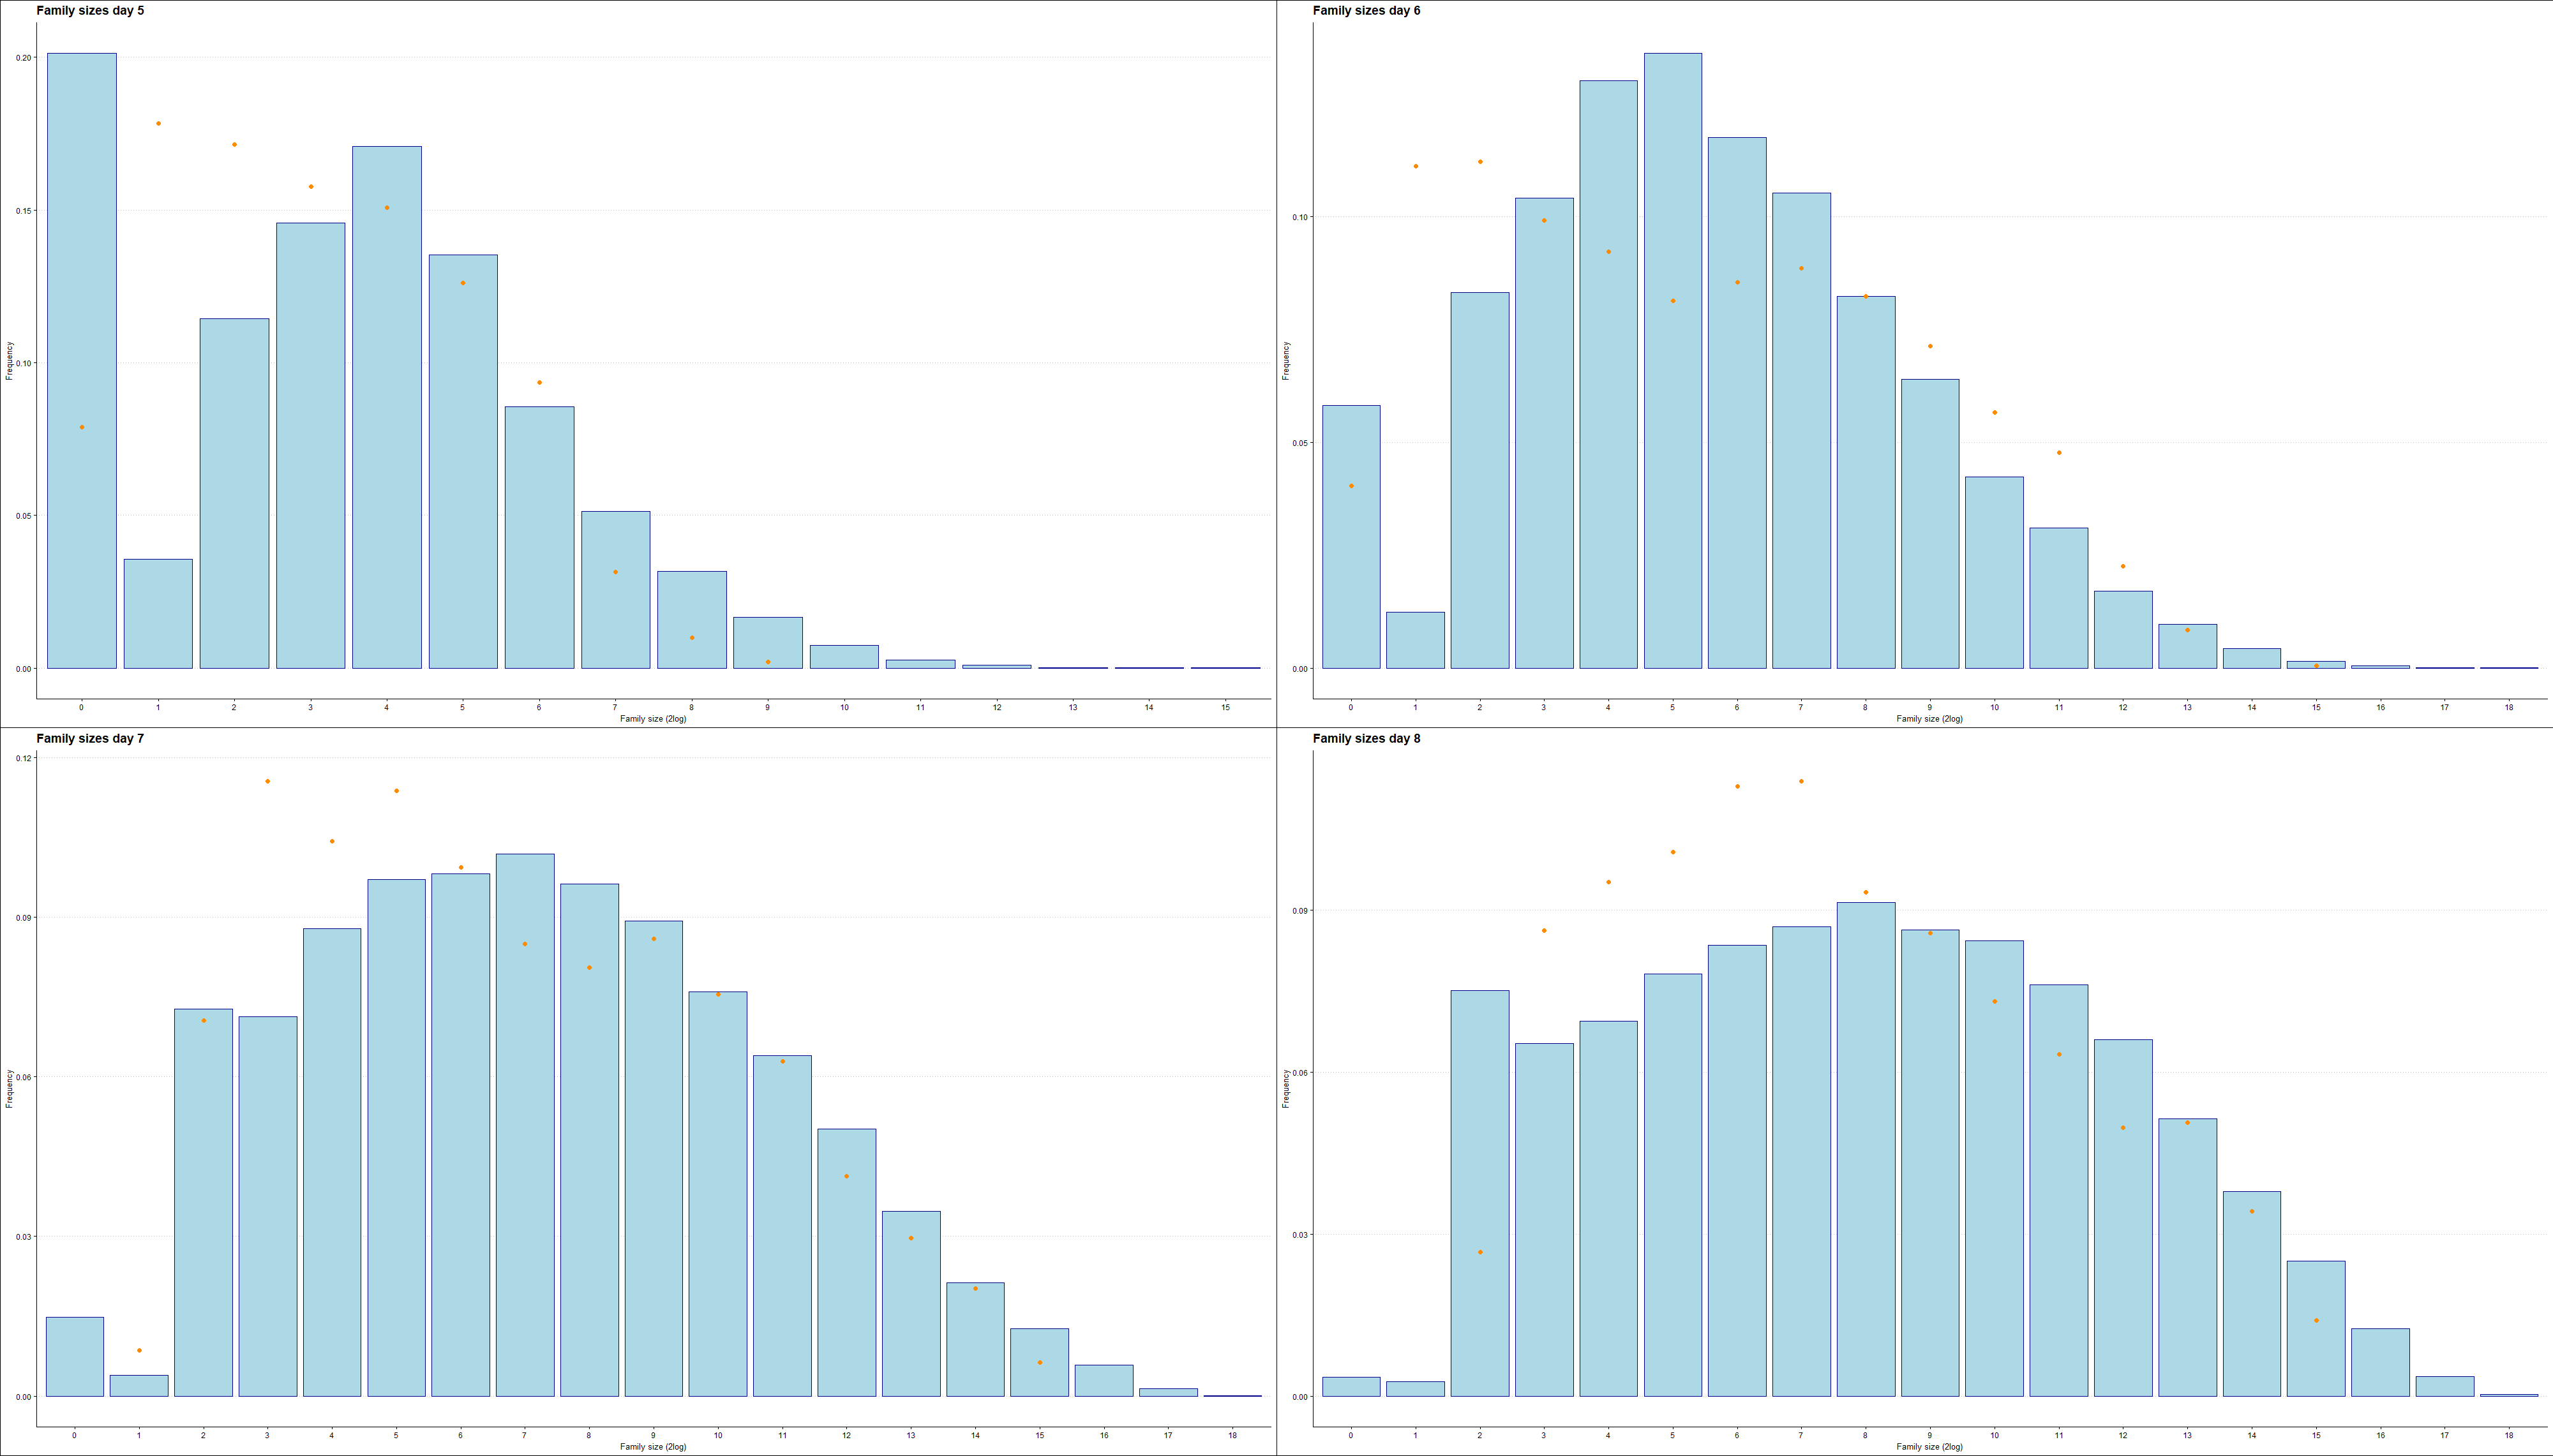 Family sizes day 5
0.20
0.15
0.10
0.05
0.00
Frequency
0 1 2 3 4 5 6 7 8 9 10 11 12 13 14 15
Family size (2log)
Family sizes day 6
0.10
0.05
0.00
Frequency
0 1 2 3 4 5 6 7 8 9 10 11 12 13 14 15 16 17 18
Family size (2log)
Family sizes day 7
0.12
0.09
0.06
0.03
0.00
Frequency
0 1 2 3 4 5 6 7 8 9 10 11 12 13 14 15 16 17 18
Family size (2log)
Family sizes day 8
0.09
0.06
0.03
0.00
Frequency
0 1 2 3 4 5 6 7 8 9 10 11 12 13 14 15 16 17 18
Family size (2log)